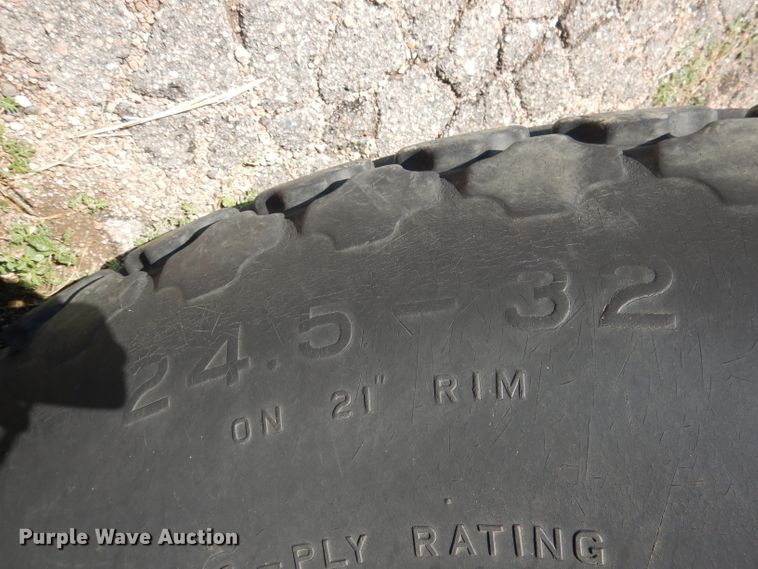 24.5-32
ON 21" RIM
-PLY RATING
Purple Wave Auction®